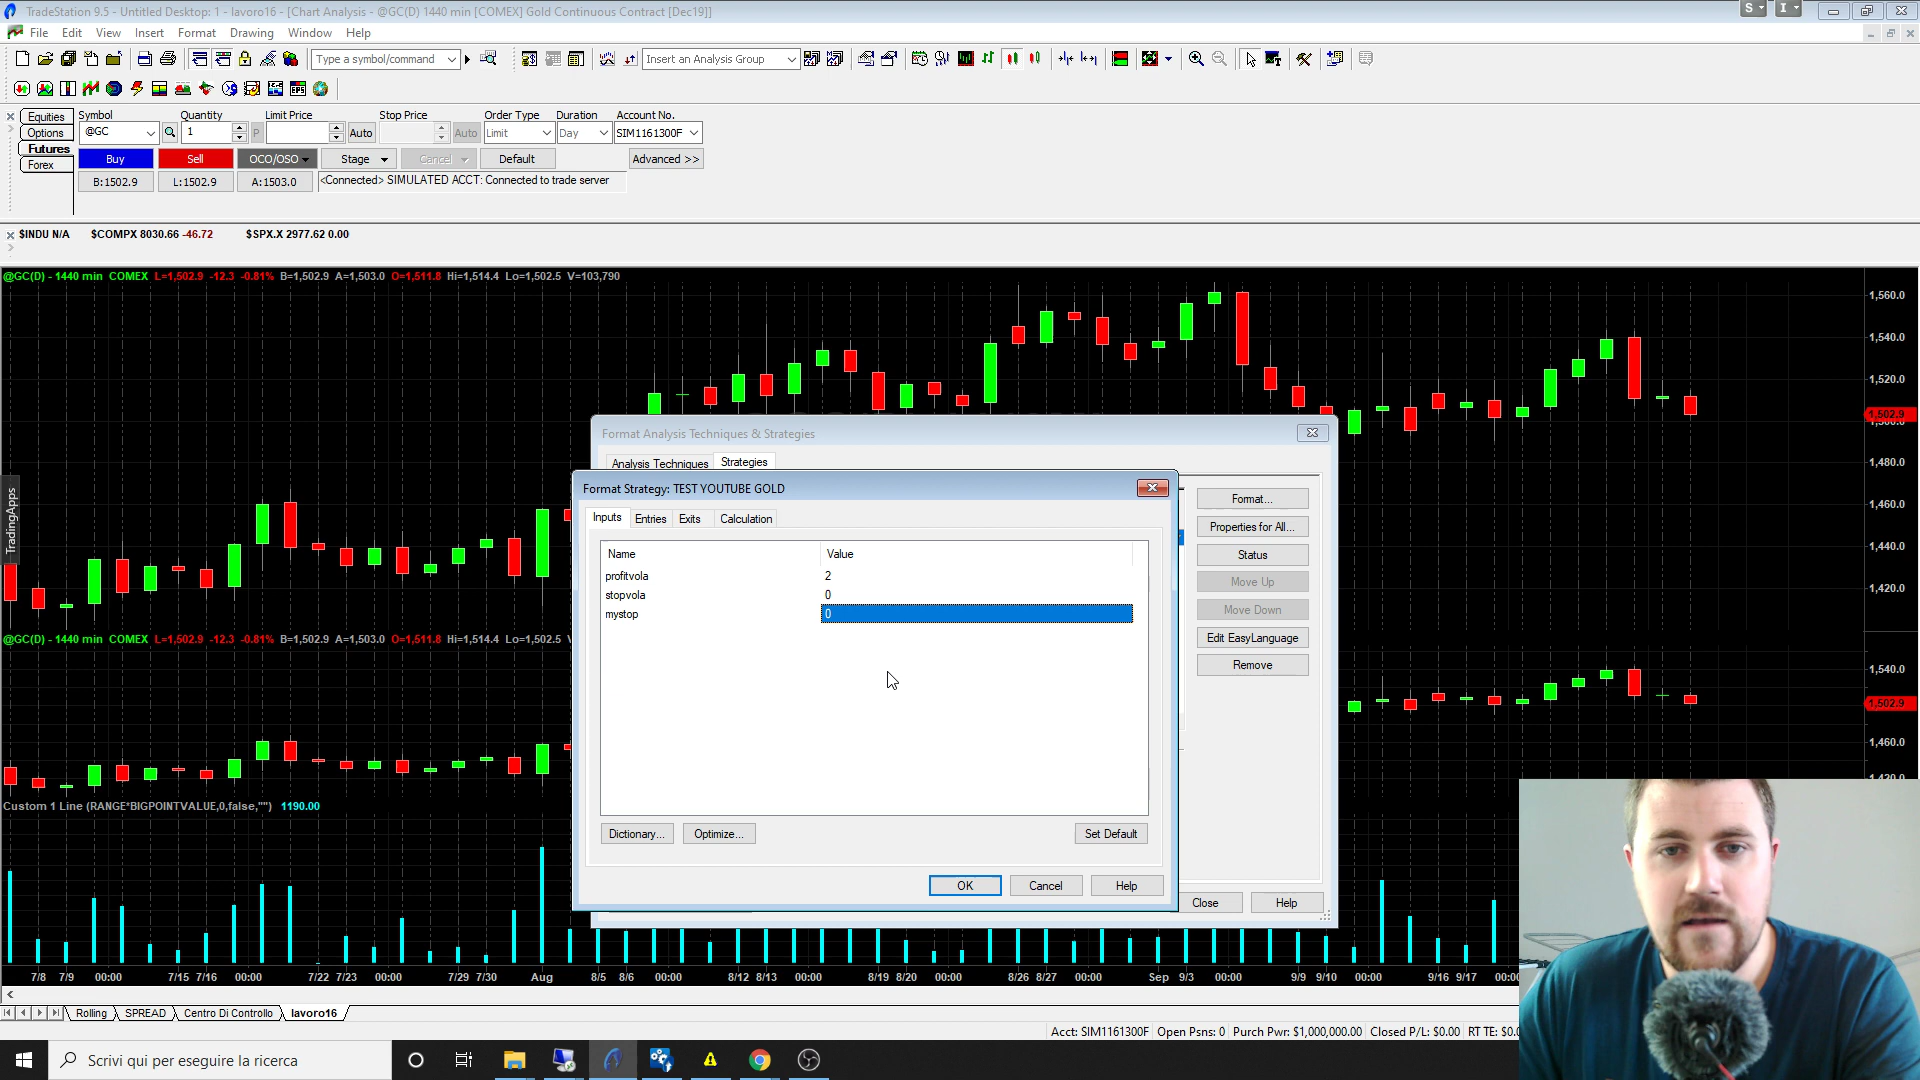 TradeStation 9.5 - Untitled Desktop: 1 - lavoro16 - [Chart Analysis - @GC(D) 1440 min [COMEX] Gold Continuous Contract [Dec19]]
S I
File Edit View Insert Format Drawing Window Help
Type a symbol/command Insert an Analysis Group
Equities Symbol Quantity Limit Price Stop Price Order Type Duration Account No.
Options @GC 1 P Auto Auto Limit Day SIM1161300F
Futures
Forex Buy Sell OCO/OSO Stage Cancel Default Advanced >>
B:1502.9 L:1502.9 A:1503.0 <Connected> SIMULATED ACCT: Connected to trade server
$INDU N/A $COMPX 8030.66 -46.72 $SPX.X 2977.62 0.00
@GC(D) - 1440 min COMEX L=1,502.9 -12.3 -0.81% B=1,502.9 A=1,503.0 O=1,511.8 Hi=1,514.4 Lo=1,502.5 V=103,790
1,560.0
1,540.0
1,520.0
1,502.9
1,500.0
1,480.0
1,460.0
1,440.0
1,420.0
TradingApps
Format Analysis Techniques & Strategies
Analysis Techniques Strategies
Format...
Properties for All...
Status
Move Up
Move Down
Edit EasyLanguage
Remove
Close Help
Format Strategy: TEST YOUTUBE GOLD
Inputs Entries Exits Calculation
Name Value
profitvola 2
stopvola 0
mystop 0
Dictionary... Optimize... Set Default
OK Cancel Help
@GC(D) - 1440 min COMEX L=1,502.9 -12.3 -0.81% B=1,502.9 A=1,503.0 O=1,511.8 Hi=1,514.4 Lo=1,502.5 V
1,540.0
1,502.9
1,460.0
1,420.0
Custom 1 Line (RANGE*BIGPOINTVALUE,0,false,"") 1190.00
7/8 7/9 00:00 7/15 7/16 00:00 7/22 7/23 00:00 7/29 7/30 Aug 8/5 8/6 00:00 8/12 8/13 00:00 8/19 8/20 00:00 8/26 8/27 00:00 Sep 9/3 00:00 9/9 9/10 00:00 9/16 9/17 00:00
Rolling SPREAD Centro Di Controllo lavoro16
Acct: SIM1161300F Open Psns: 0 Purch Pwr: $1,000,000.00 Closed P/L: $0.00 RT TE: $0.0
Scrivi qui per eseguire la ricerca